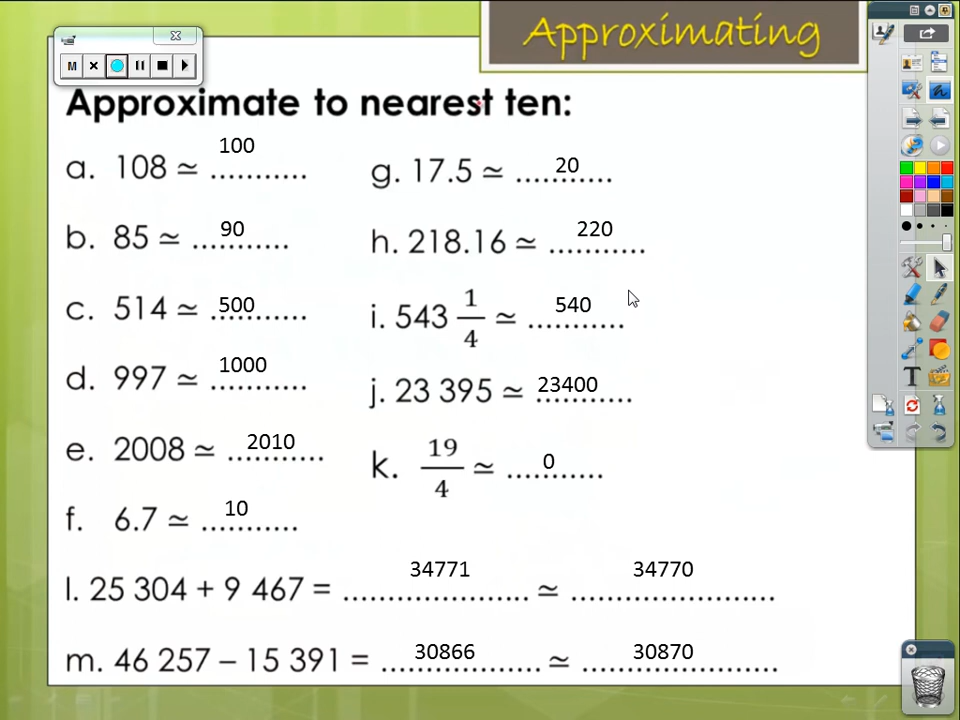 Approximating
M
Approximate to nearest ten:
a. 108 ≃ 100 ...........
b. 85 ≃ 90 ...........
c. 514 ≃ 500 ...........
d. 997 ≃ 1000 ...........
e. 2008 ≃ 2010 ...........
f. 6.7 ≃ 10 ...........
g. 17.5 ≃ 20 ...........
h. 218.16 ≃ 220 ...........
i. 543 1/4 ≃ 540 ...........
j. 23 395 ≃ 23400 ...........
k. 19/4 ≃ 0 ...........
l. 25 304 + 9 467 = 34771 ..................... ≃ 34770 .......................
m. 46 257 – 15 391 = 30866 .................. ≃ 30870 ......................
T